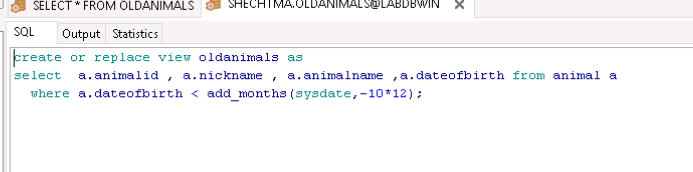 SELECT * FROM OLDANIMALS
SHECHTMA.OLDANIMALS@LABDBWIN
SQL Output Statistics
create or replace view oldanimals as
select  a.animalid , a.nickname , a.animalname ,a.dateofbirth from animal a
  where a.dateofbirth < add_months(sysdate,-10*12);